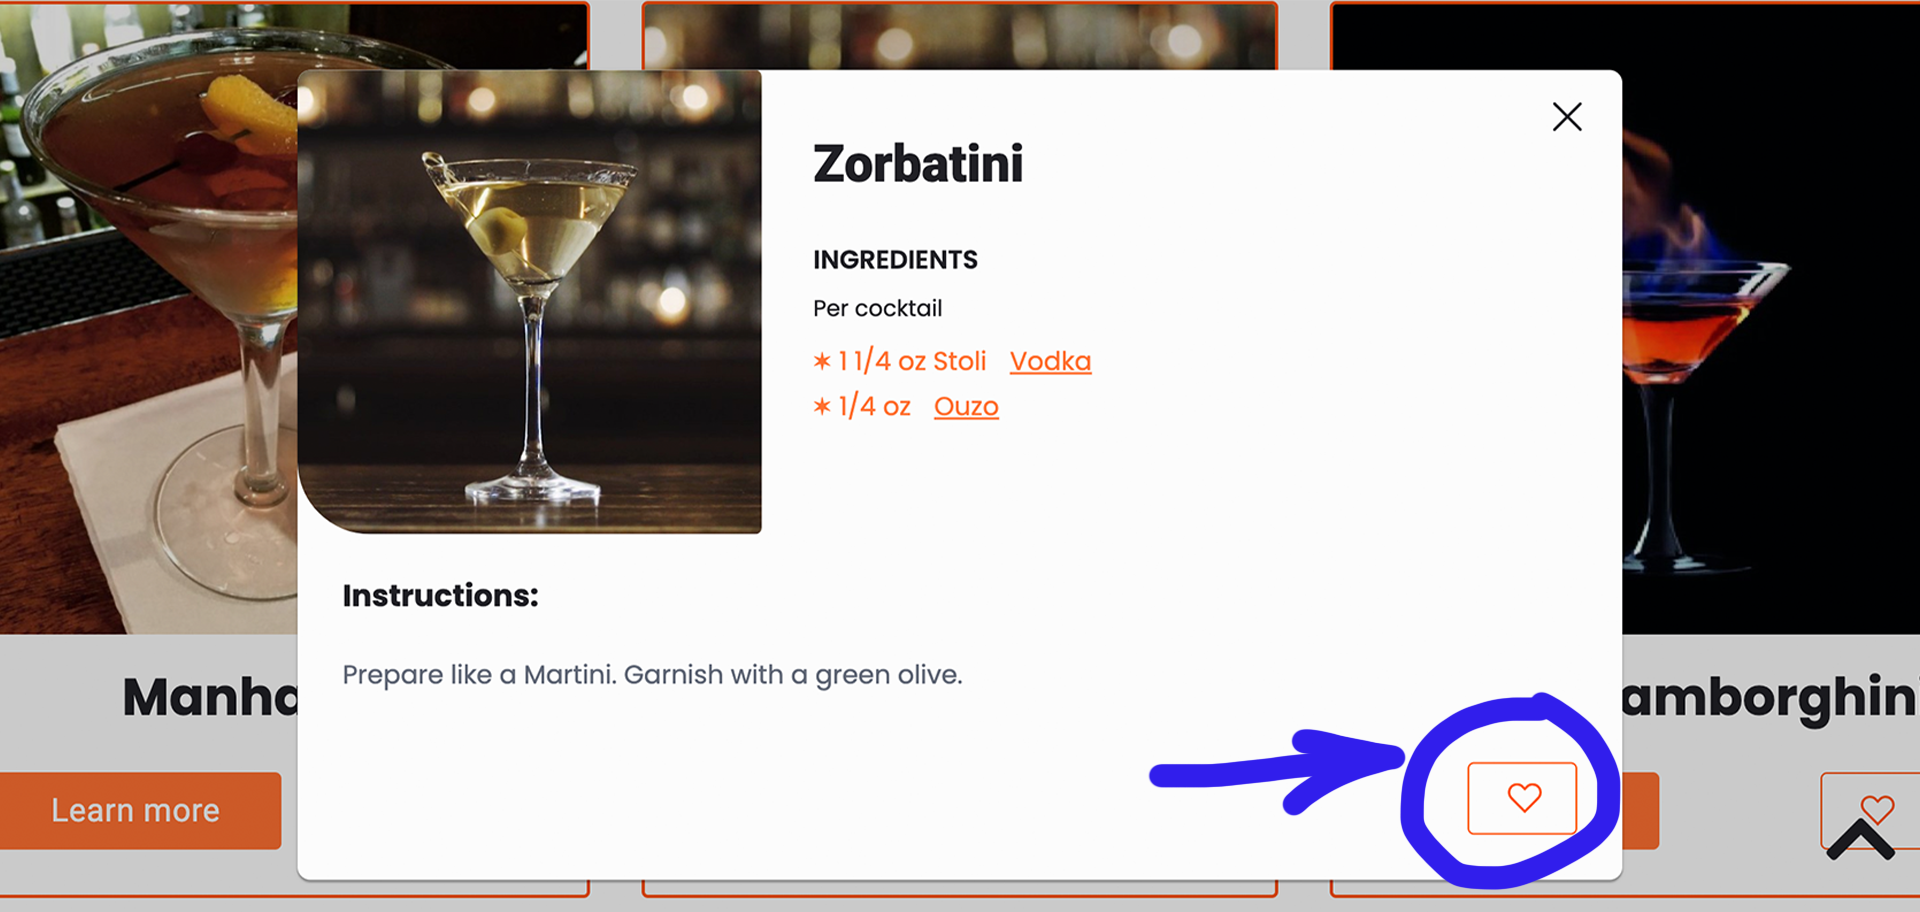 Zorbatini
INGREDIENTS
Per cocktail
✶ 1 1/4 oz Stoli Vodka
✶ 1/4 oz Ouzo
Instructions:
Prepare like a Martini. Garnish with a green olive.
Manha
amborghini
Learn more